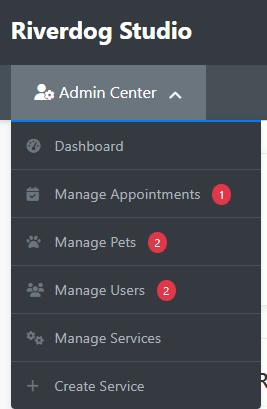 Riverdog Studio
Admin Center
Dashboard
Manage Appointments 1
Manage Pets 2
Manage Users 2
Manage Services
R
Create Service